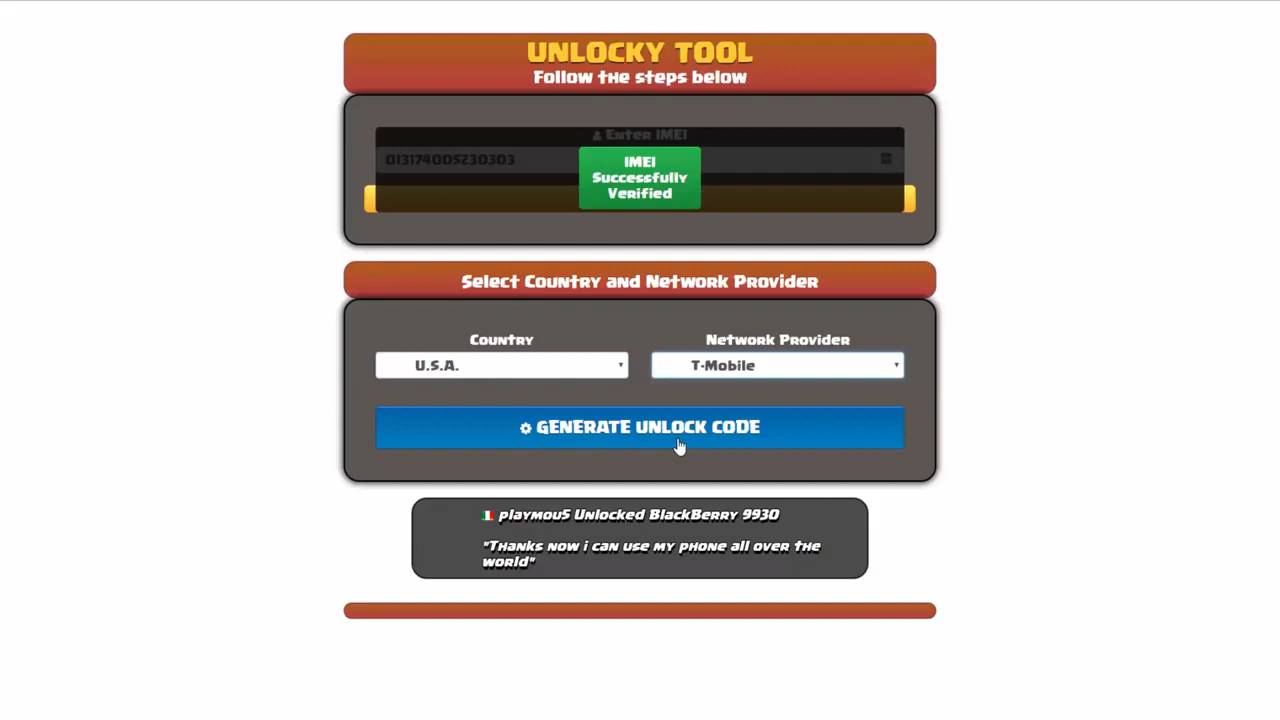 UNLOCKY TOOL
Follow the steps below
Enter IMEI
013174005230303
IMEI
Successfully
Verified
Select Country and Network Provider
Country
Network Provider
U.S.A.
T-Mobile
GENERATE UNLOCK CODE
playmou5 Unlocked BlackBerry 9930
"Thanks now i can use my phone all over the
world"